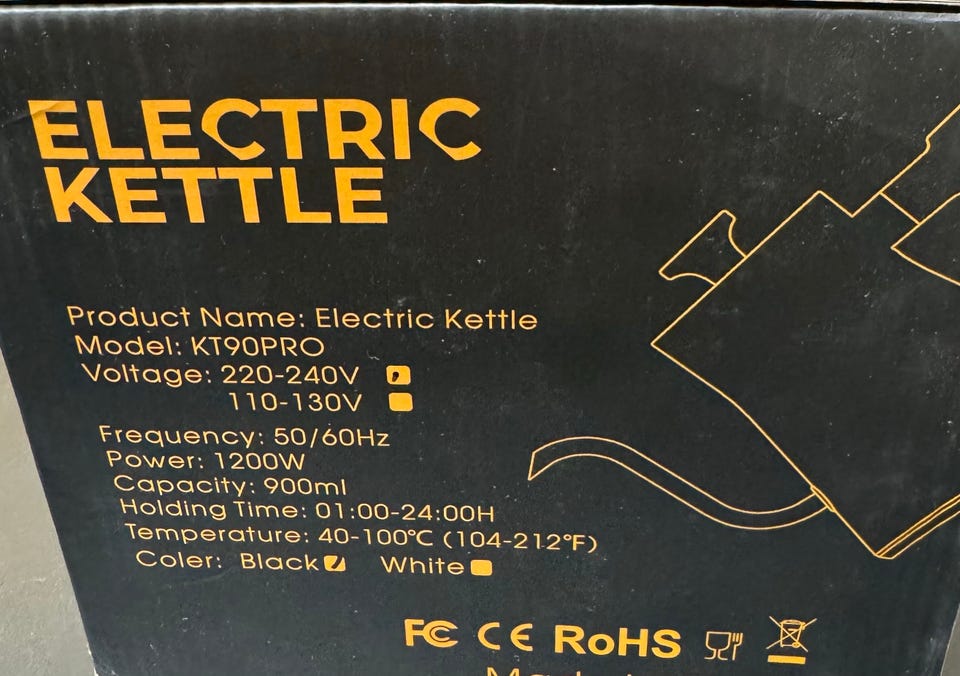 ELECTRIC
KETTLE
Product Name: Electric Kettle
Model: KT90PRO
Voltage: 220-240V
110-130V
Frequency: 50/60Hz
Power: 1200W
Capacity: 900ml
Holding Time: 01:00-24:00H
Temperature: 40-100℃ (104-212℉)
Coler: Black White
FC CE RoHS